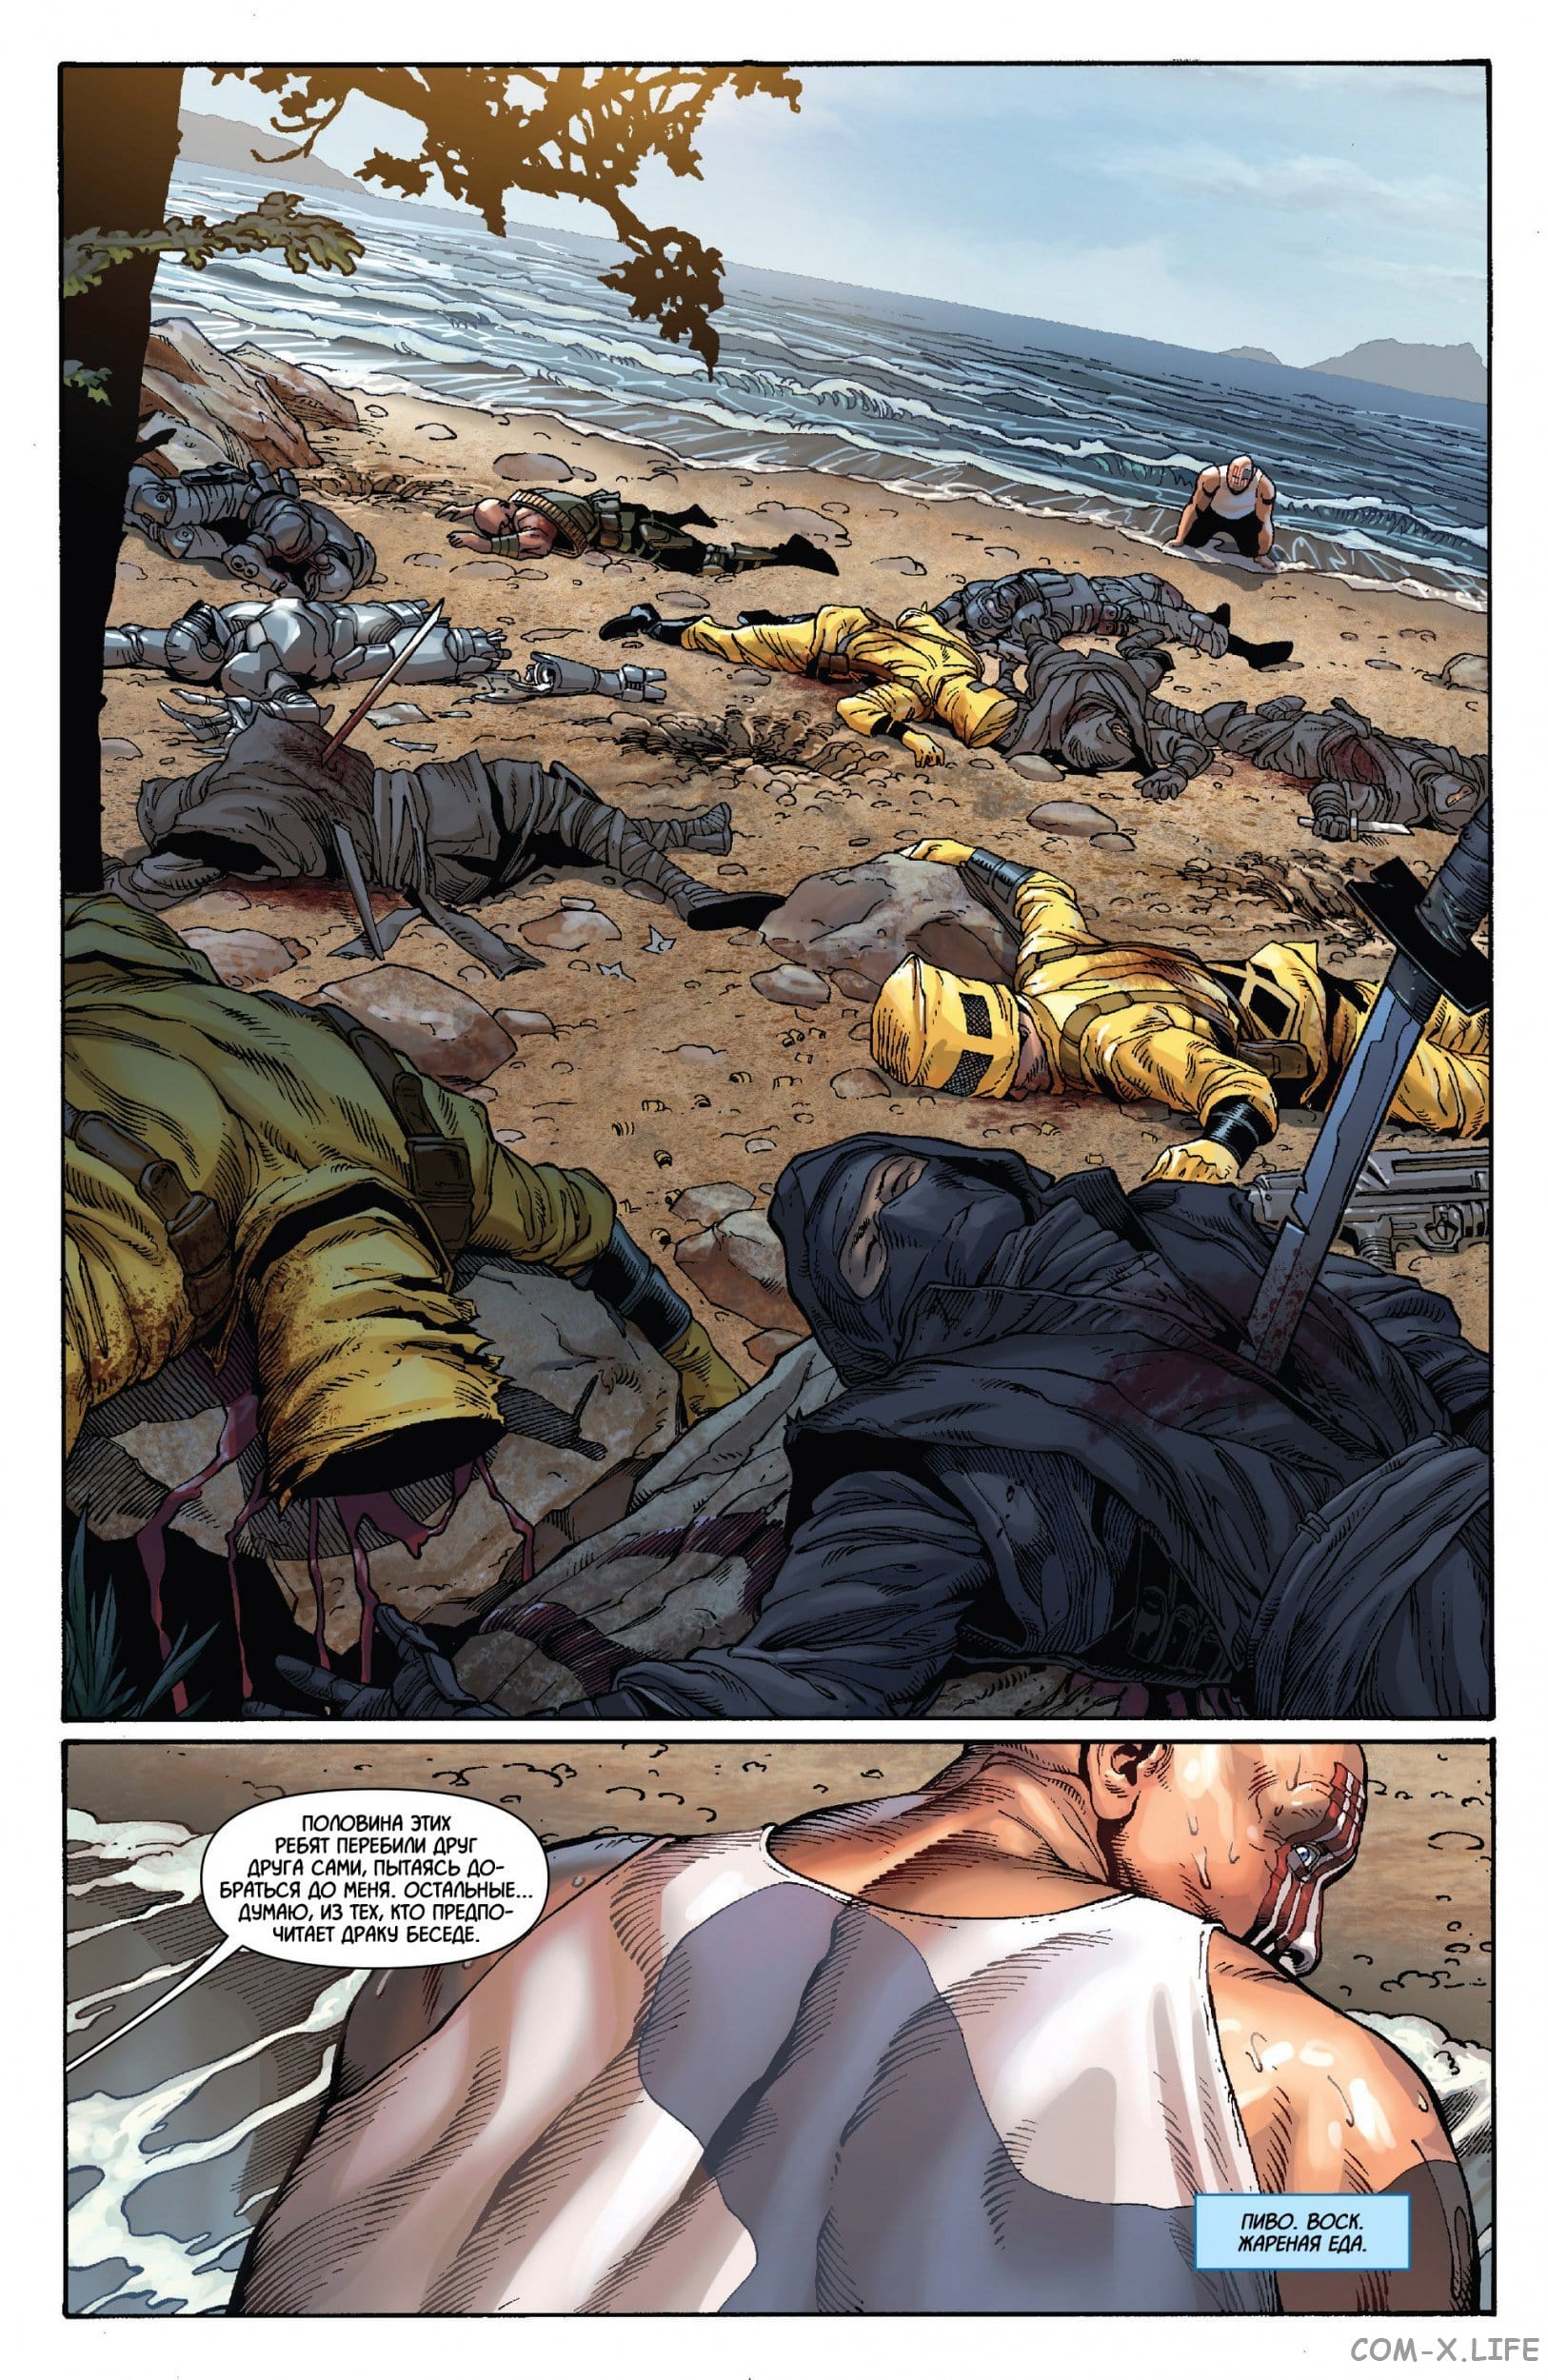 ПОЛОВИНА ЭТИХ
РЕБЯТ ПЕРЕБИЛИ ДРУГ
ДРУГА САМИ, ПЫТАЯСЬ ДО-
БРАТЬСЯ ДО МЕНЯ. ОСТАЛЬНЫЕ...
ДУМАЮ, ИЗ ТЕХ, КТО ПРЕДПО-
ЧИТАЕТ ДРАКУ БЕСЕДЕ.
ПИВО. ВОСК.
ЖАРЕНАЯ ЕДА.
COM-X.LIFE